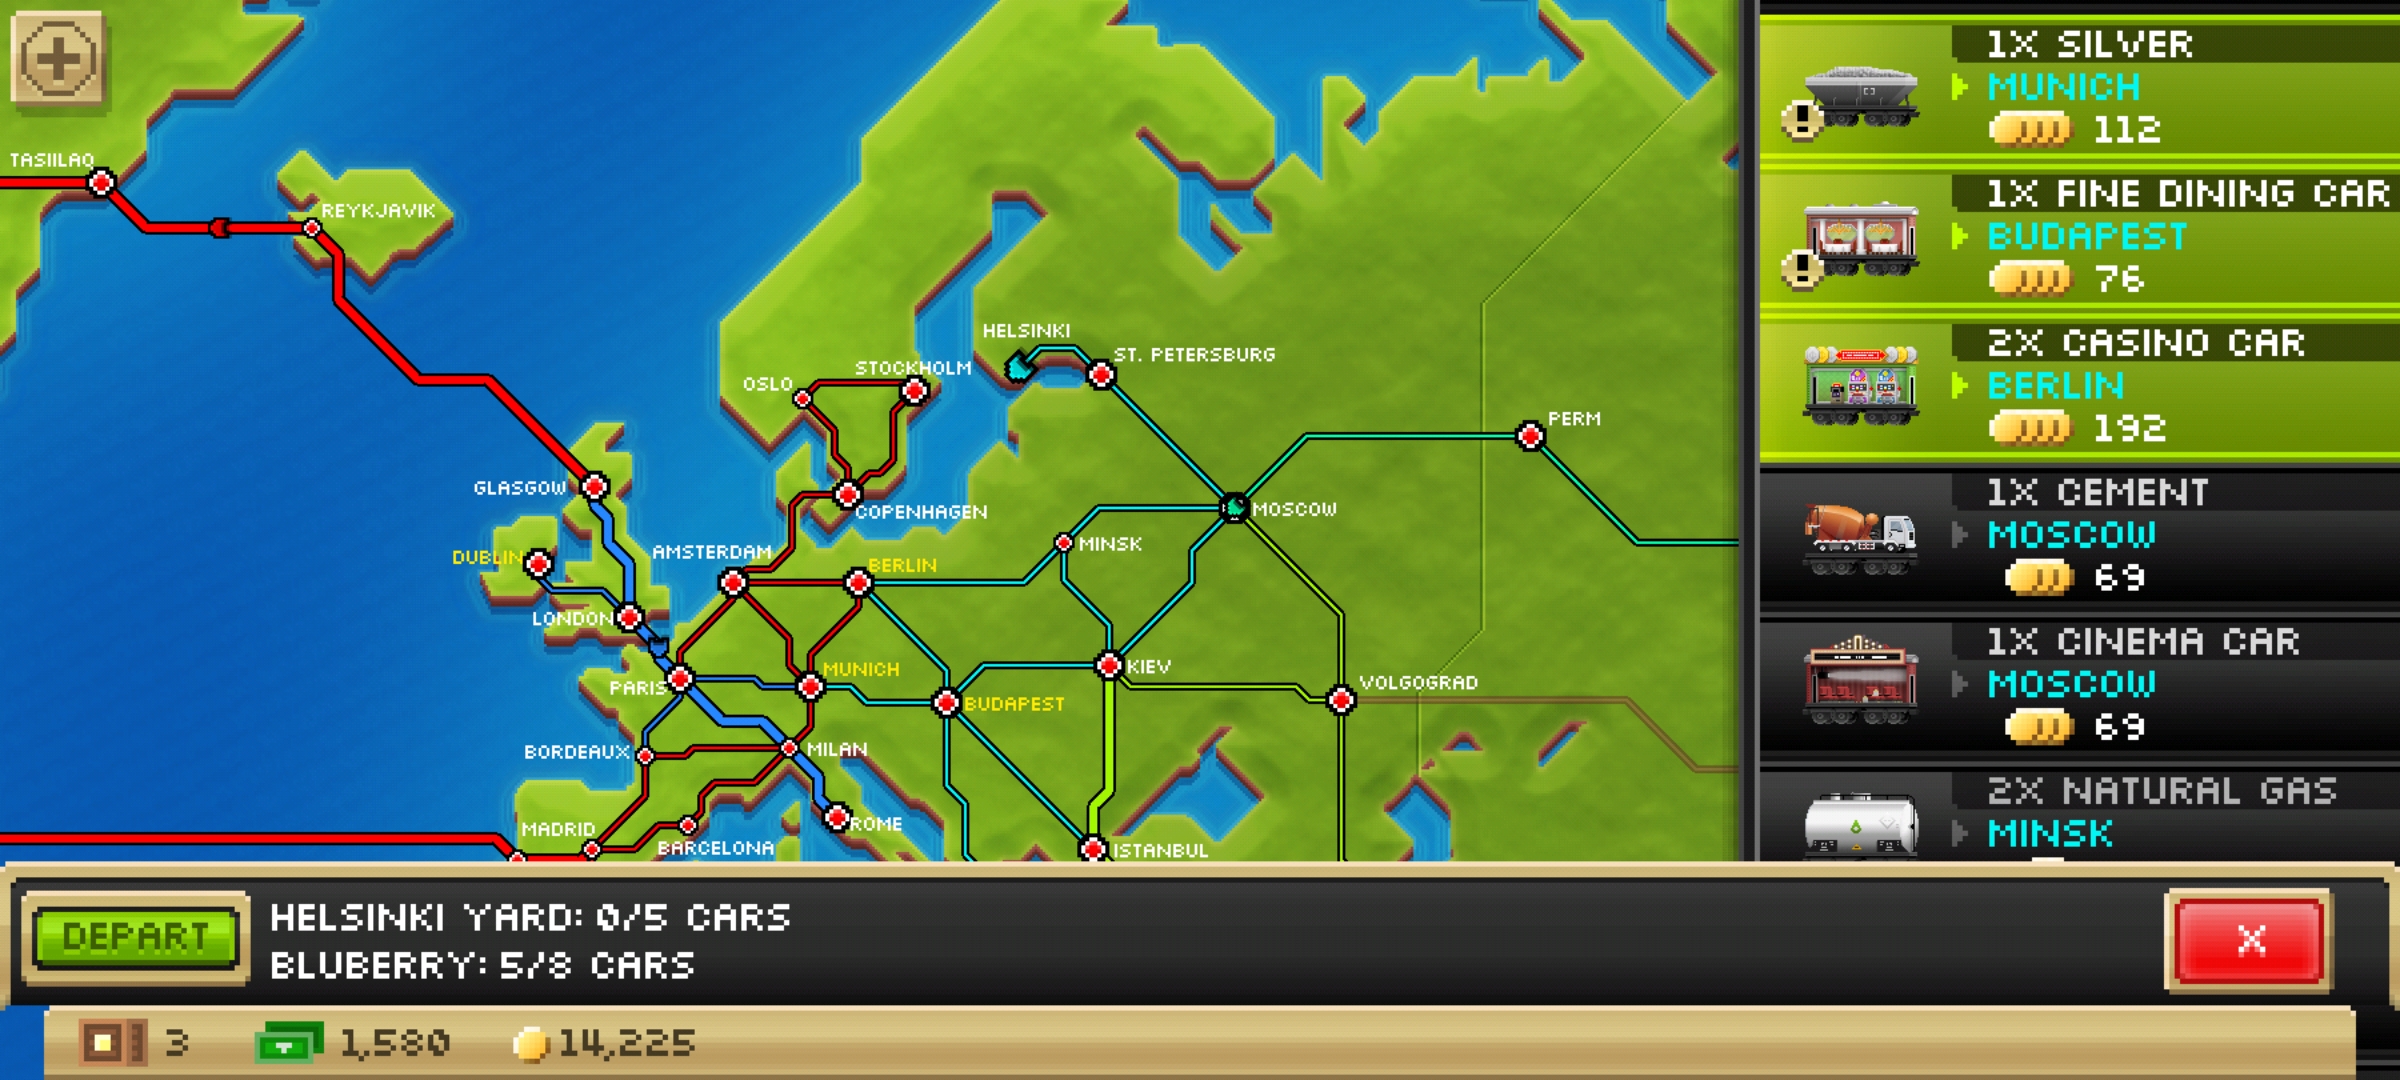 TASIILAQ
REYKJAVIK
HELSINKI
ST. PETERSBURG
STOCKHOLM
OSLO
PERM
GLASGOW
COPENHAGEN
MOSCOW
DUBLIN
AMSTERDAM
BERLIN
MINSK
LONDON
PARIS
MUNICH
KIEV
BUDAPEST
VOLGOGRAD
BORDEAUX
MILAN
MADRID
BARCELONA
ROME
ISTANBUL
1X SILVER
MUNICH
112
1X FINE DINING CAR
BUDAPEST
76
2X CASINO CAR
BERLIN
192
1X CEMENT
MOSCOW
69
1X CINEMA CAR
MOSCOW
69
2X NATURAL GAS
MINSK
DEPART
HELSINKI YARD: 0/5 CARS
BLUBERRY: 5/8 CARS
X
3
1,580
14,225